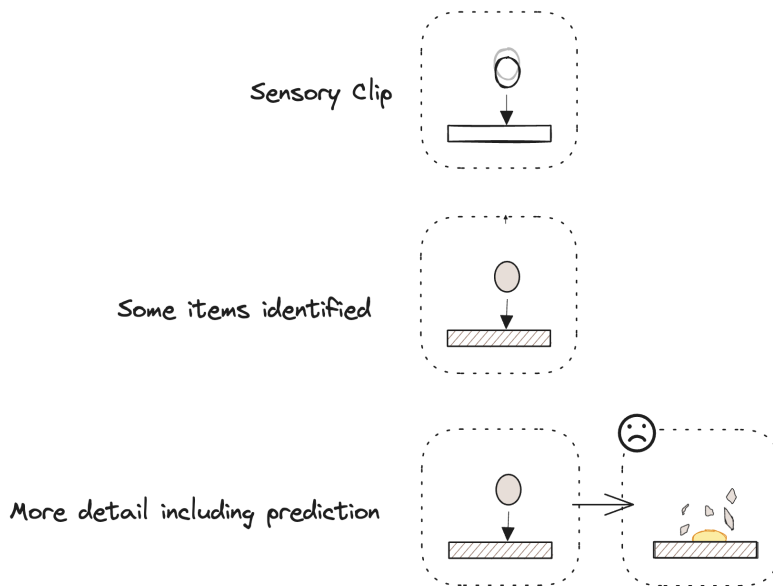 Sensory Clip
Some items identified
More detail including prediction